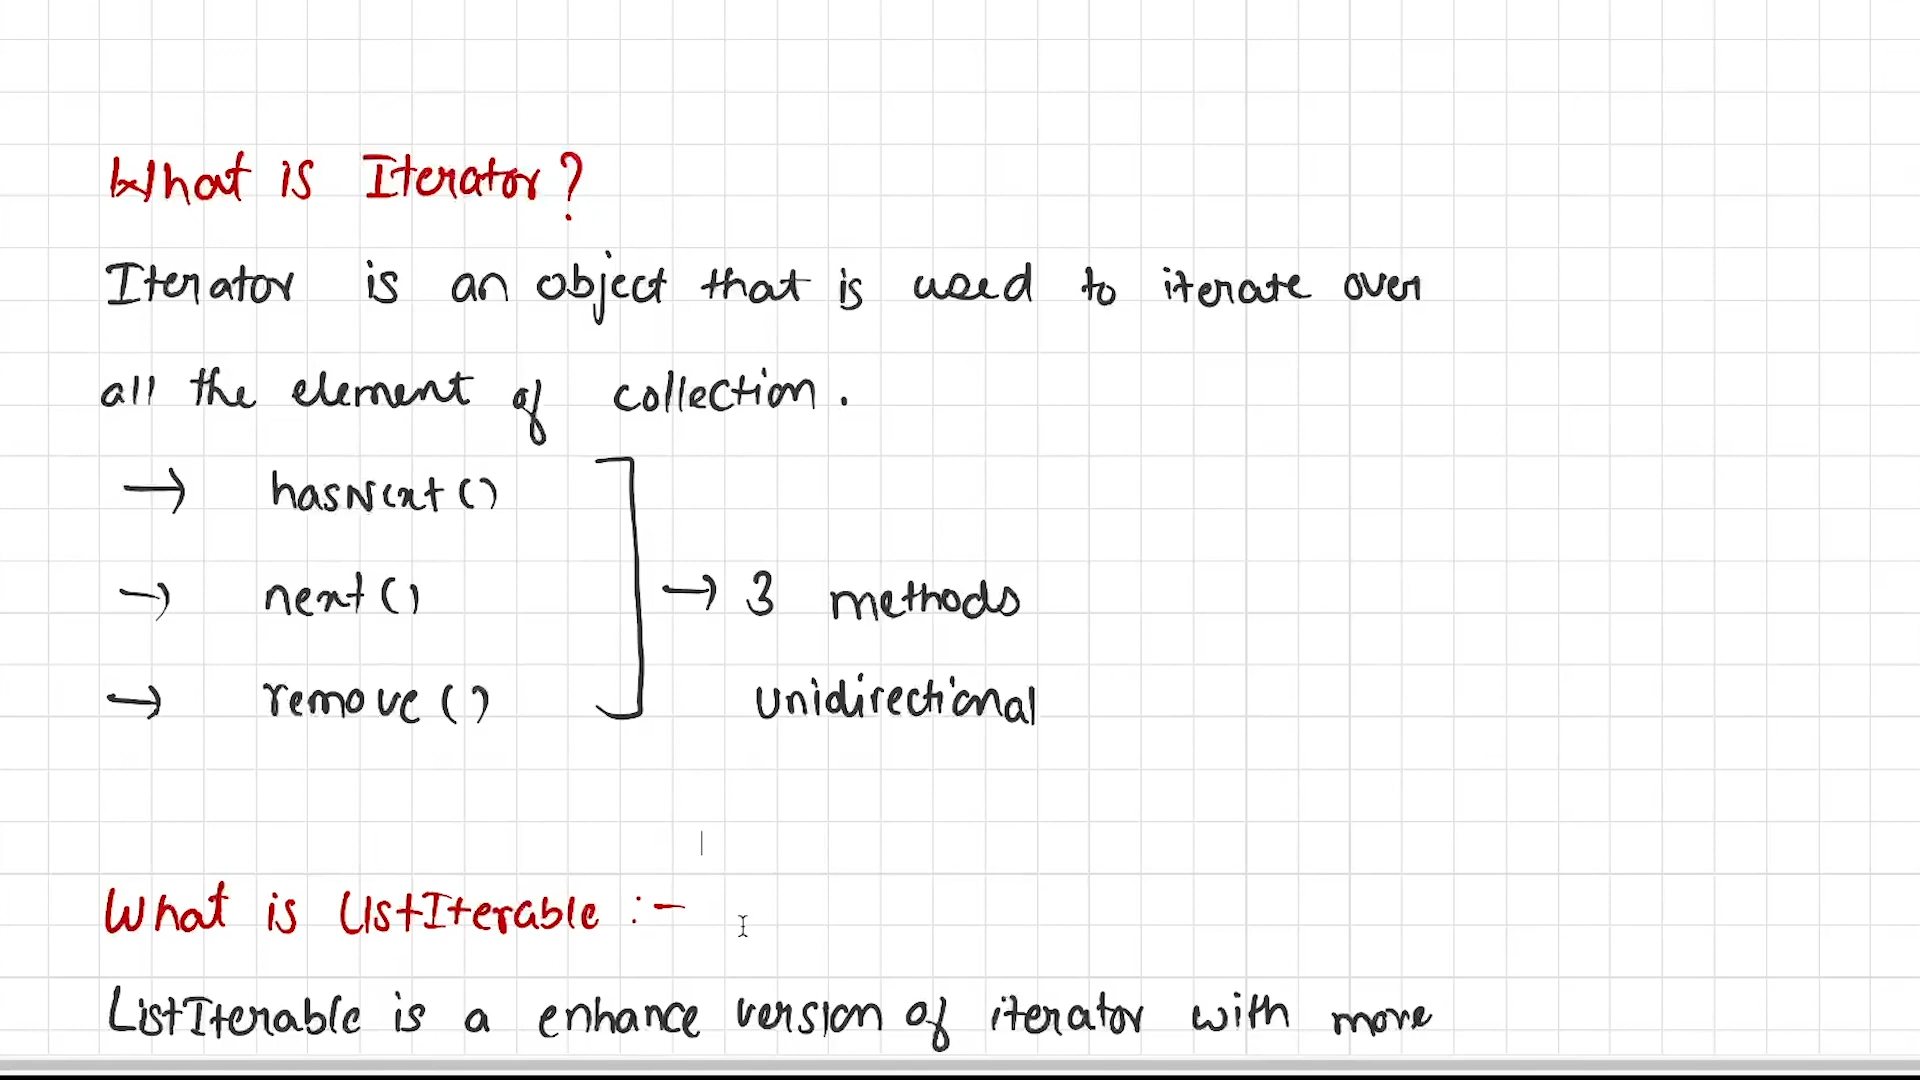 What is Iterator?
Iterator is an object that is used to iterate over
all the element of collection.
→ hasNext()
→ next()
→ remove()
→ 3 methods
unidirectional
What is ListIterable :-
ListIterable is a enhance version of iterator with more